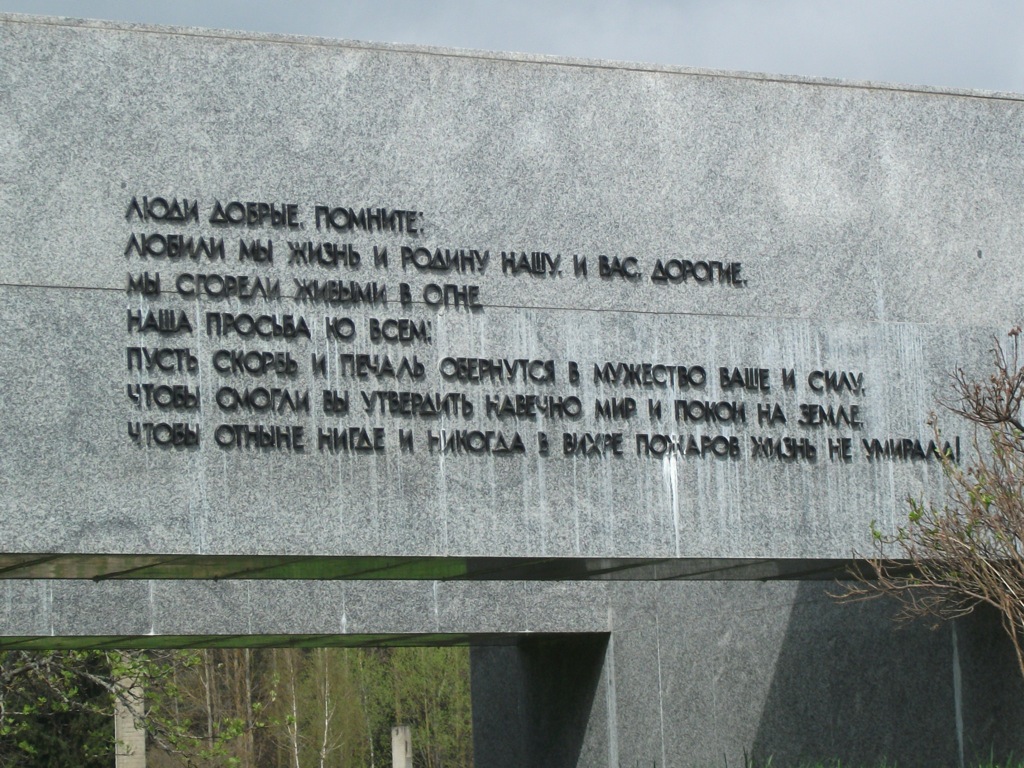 ЛЮДИ ДОБРЫЕ, ПОМНИТЕ:
ЛЮБИЛИ МЫ ЖИЗНЬ И РОДИНУ НАШУ, И ВАС, ДОРОГИЕ.
МЫ СГОРЕЛИ ЖИВЫМИ В ОГНЕ
НАША ПРОСЬБА КО ВСЕМ:
ПУСТЬ СКОРБЬ И ПЕЧАЛЬ ОБЕРНУТСЯ В МУЖЕСТВО ВАШЕ И СИЛУ,
ЧТОБЫ СМОГЛИ ВЫ УТВЕРДИТЬ НАВЕЧНО МИР И ПОКОЙ НА ЗЕМЛЕ,
ЧТОБЫ ОТНЫНЕ НИГДЕ И НИКОГДА В ВИХРЕ ПОЖАРОВ ЖИЗНЬ НЕ УМИРАЛА!